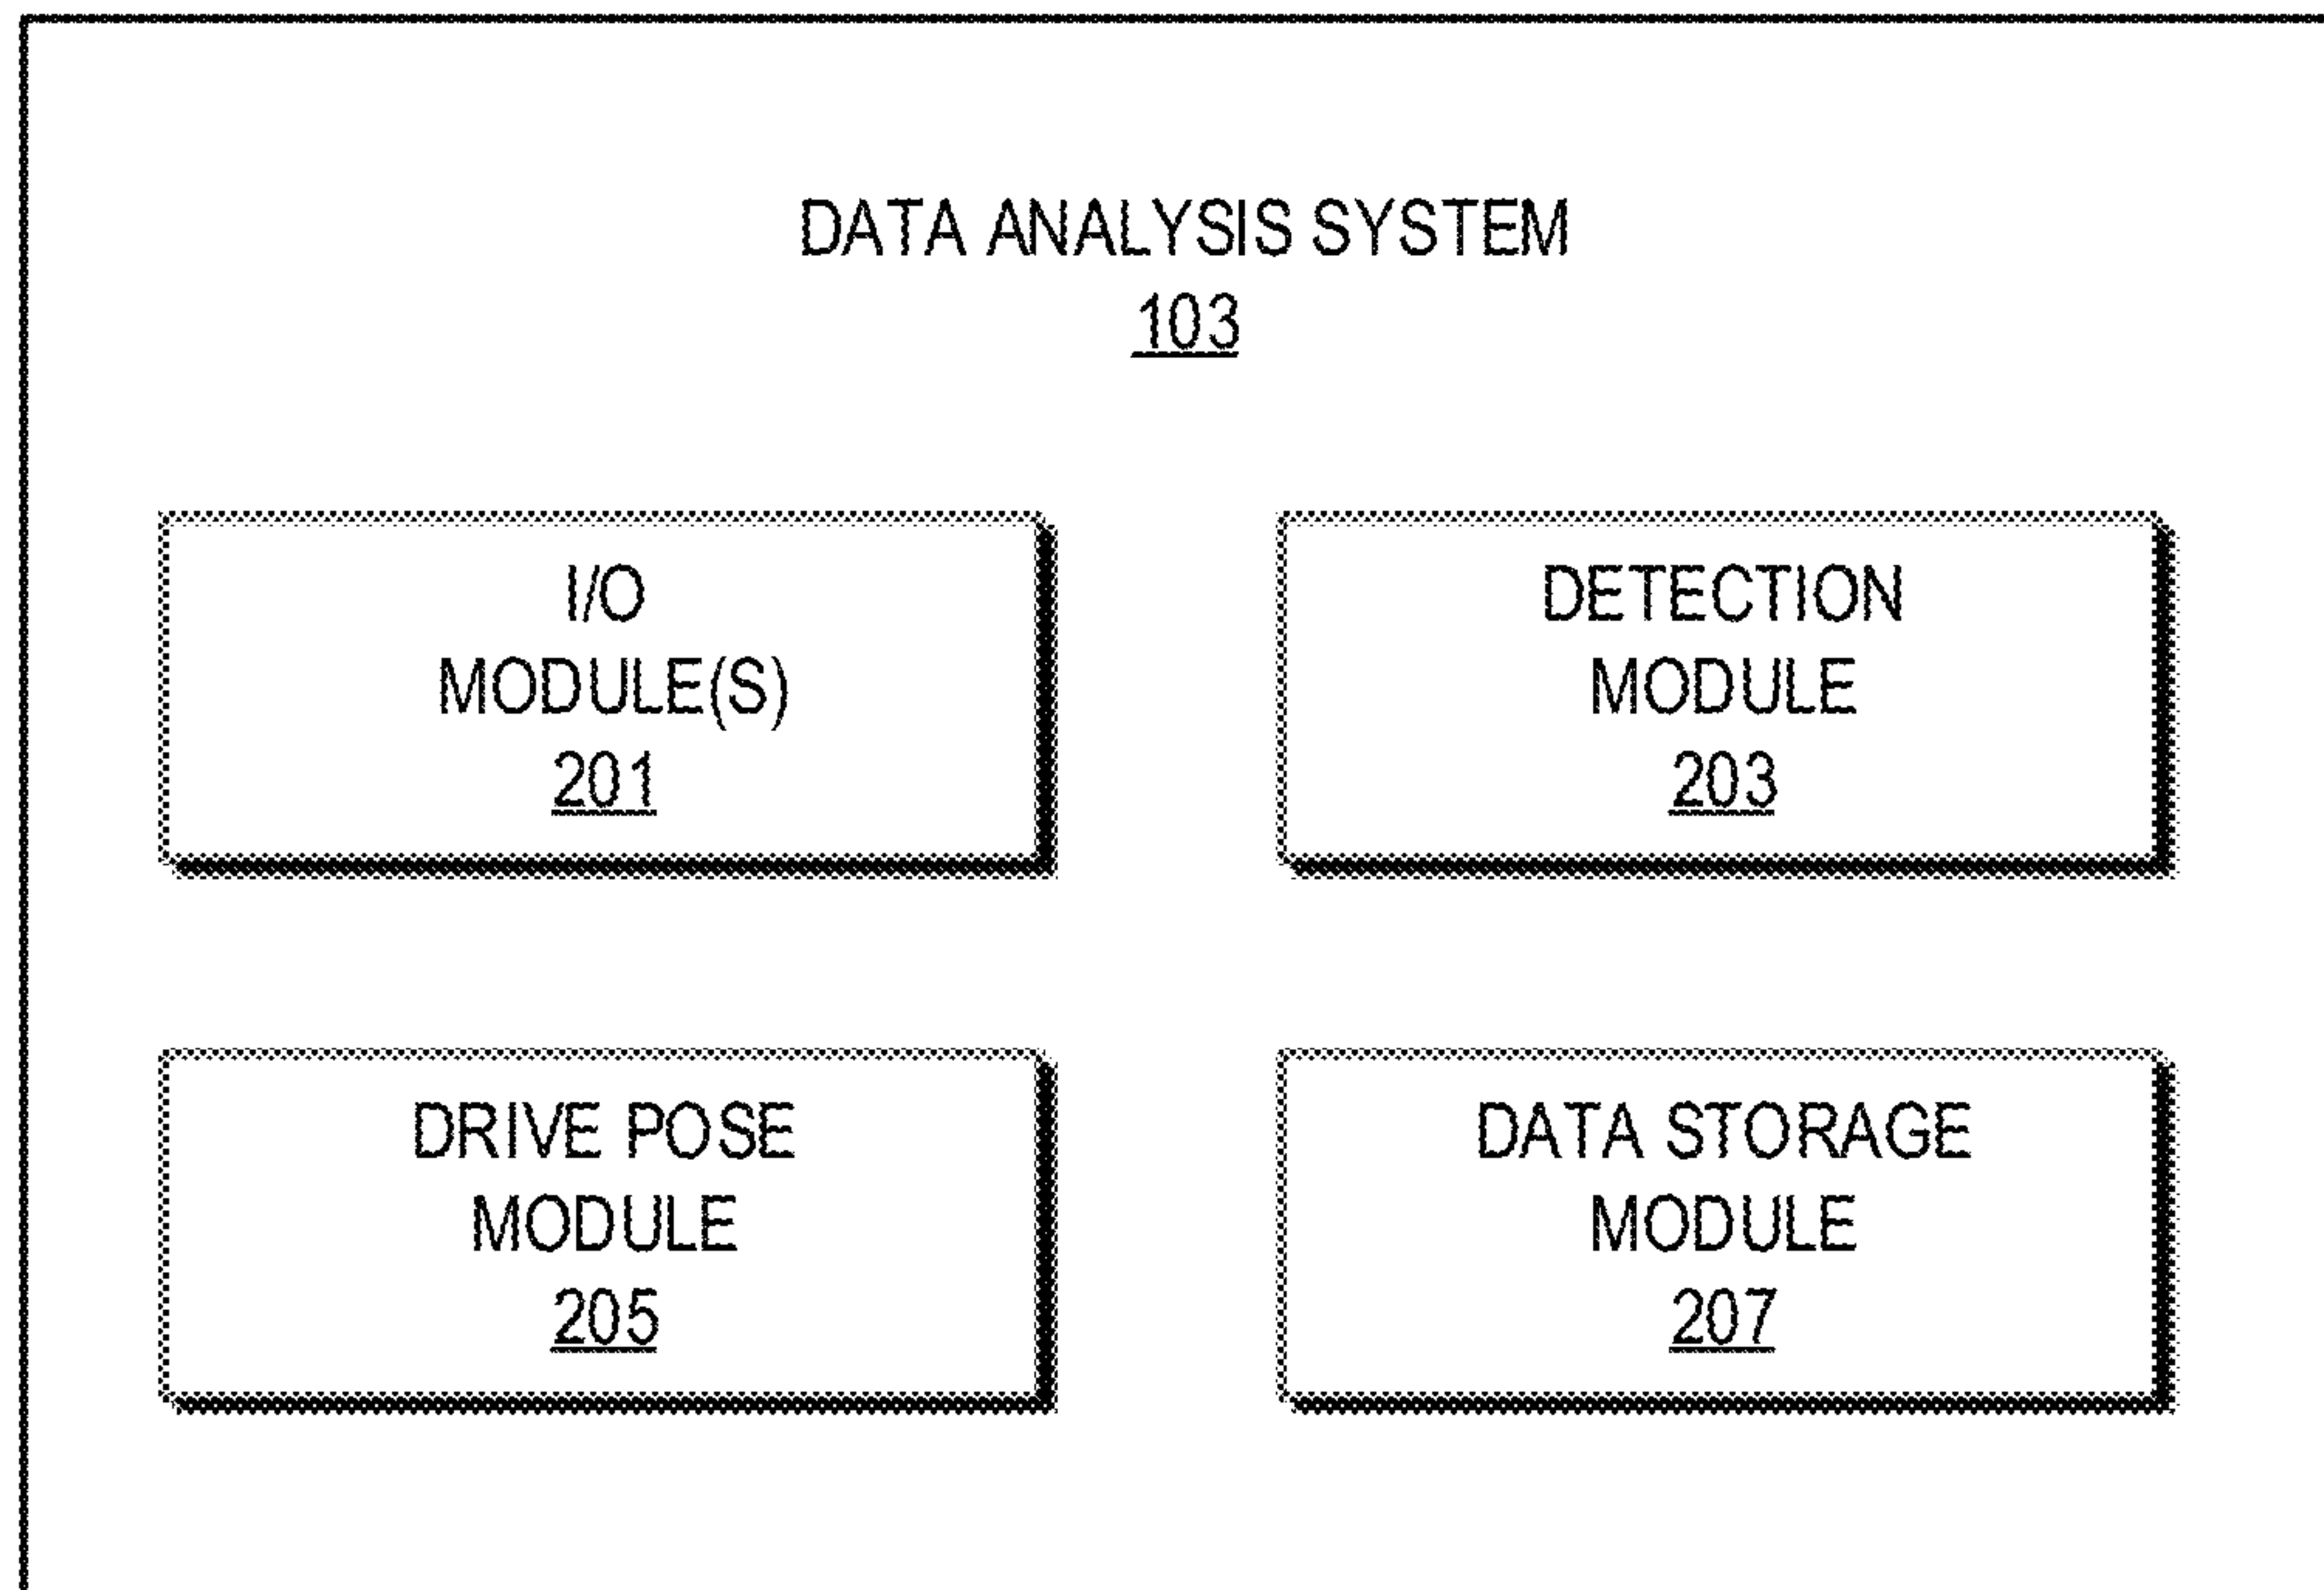 DATA ANALYSIS SYSTEM
103
I/O
MODULE(S)
201
DETECTION
MODULE
203
DRIVE POSE
MODULE
205
DATA STORAGE
MODULE
207